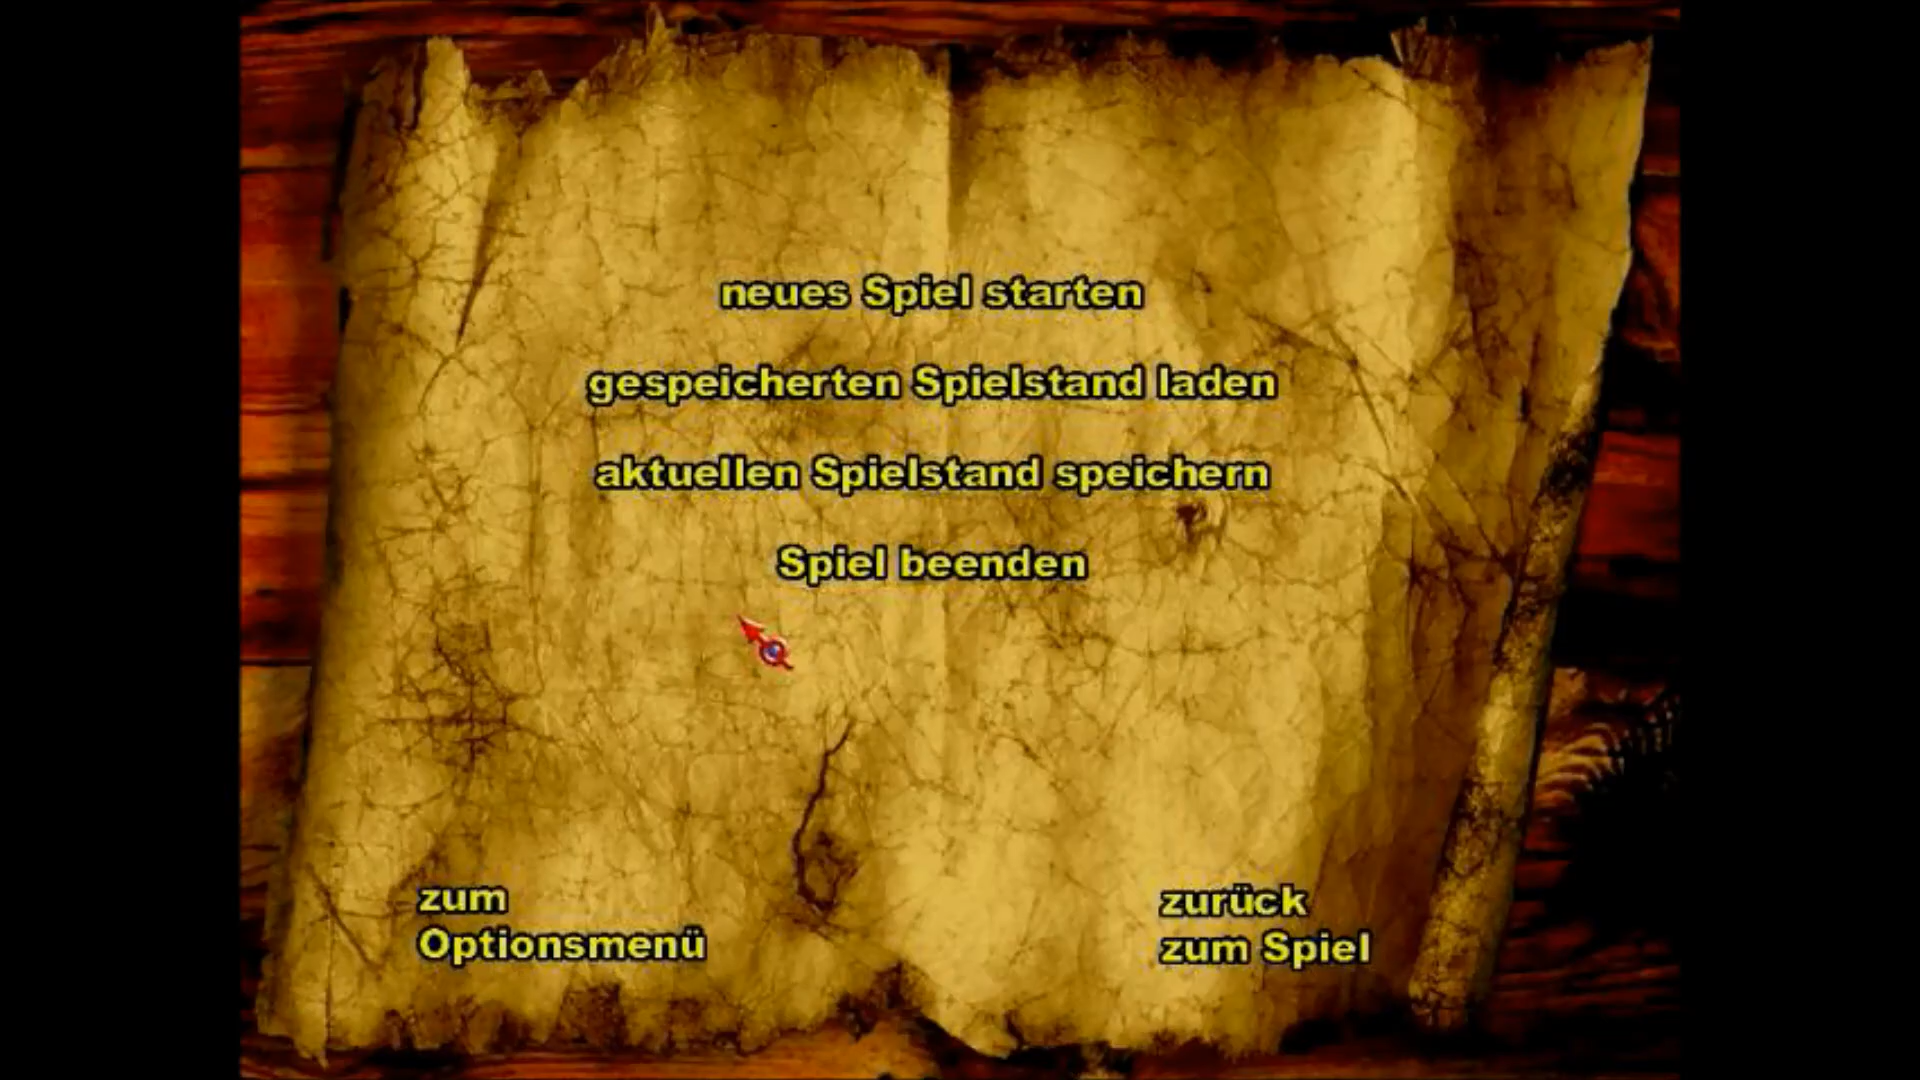 neues Spiel starten
gespeicherten Spielstand laden
aktuellen Spielstand speichern
Spiel beenden
zum
Optionsmenü
zurück
zum Spiel